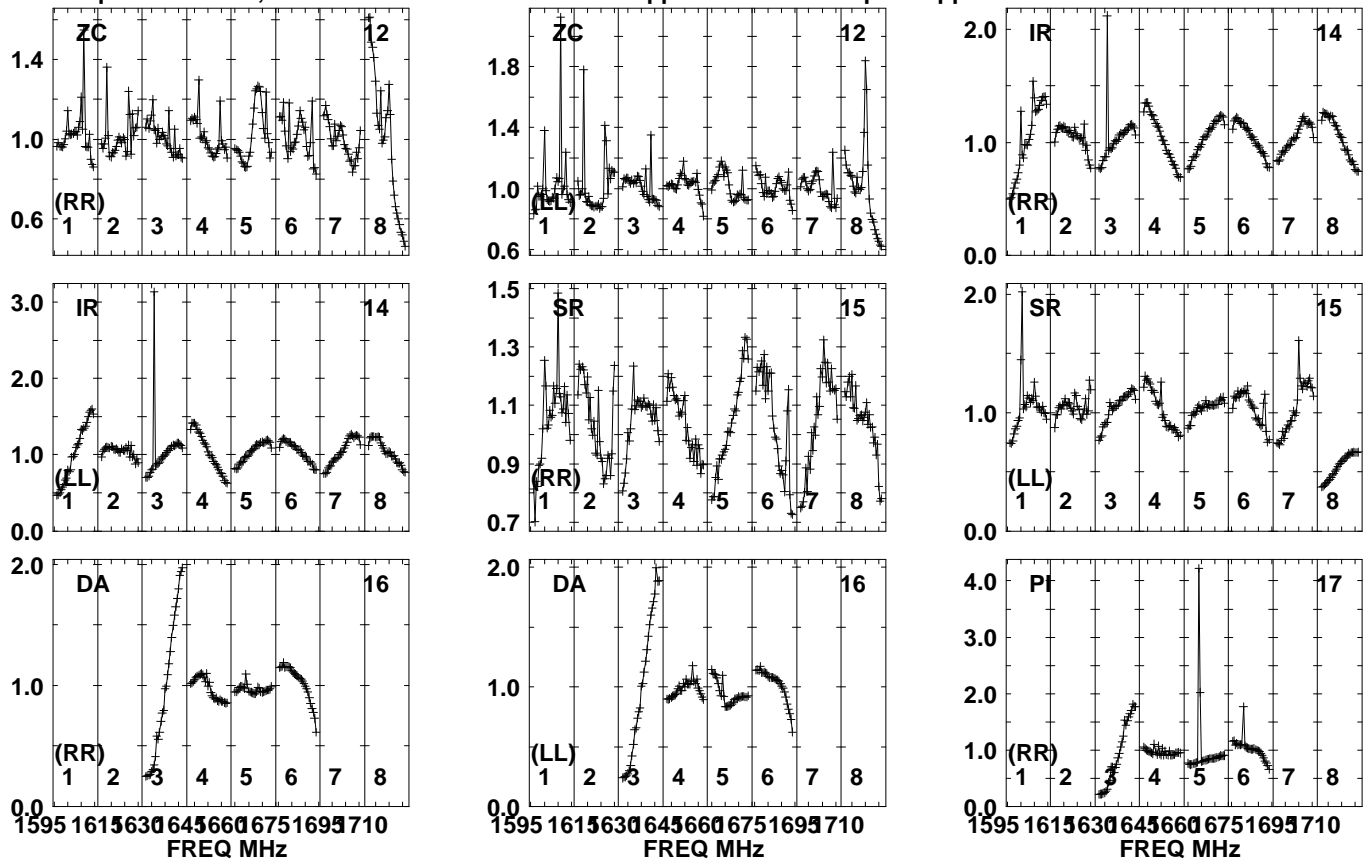 ZC 12
1.4
1.0
(RR)
0.6
1 2 3 4 5 6 7 8
ZC 12
1.8
1.4
1.0
(LL)
0.6
1 2 3 4 5 6 7 8
2.0
IR 14
1.0
(RR)
0.0
1 2 3 4 5 6 7 8
3.0
IR 14
2.0
1.0
(LL)
0.0
1 2 3 4 5 6 7 8
1.5
SR 15
1.3
1.1
0.9
(RR)
0.7
1 2 3 4 5 6 7 8
2.0
SR 15
1.0
(LL)
0.0
1 2 3 4 5 6 7 8
2.0
DA 16
1.0
(RR)
0.0
1 2 3 4 5 6 7 8
1595 1615 1630 1645 1660 1675 1695 1710
FREQ MHz
2.0
DA 16
1.0
(LL)
0.0
1 2 3 4 5 6 7 8
1595 1615 1630 1645 1660 1675 1695 1710
FREQ MHz
4.0
PI 17
3.0
2.0
1.0
(RR)
0.0
1 2 3 4 5 6 7 8
1595 1615 1630 1645 1660 1675 1695 1710
FREQ MHz